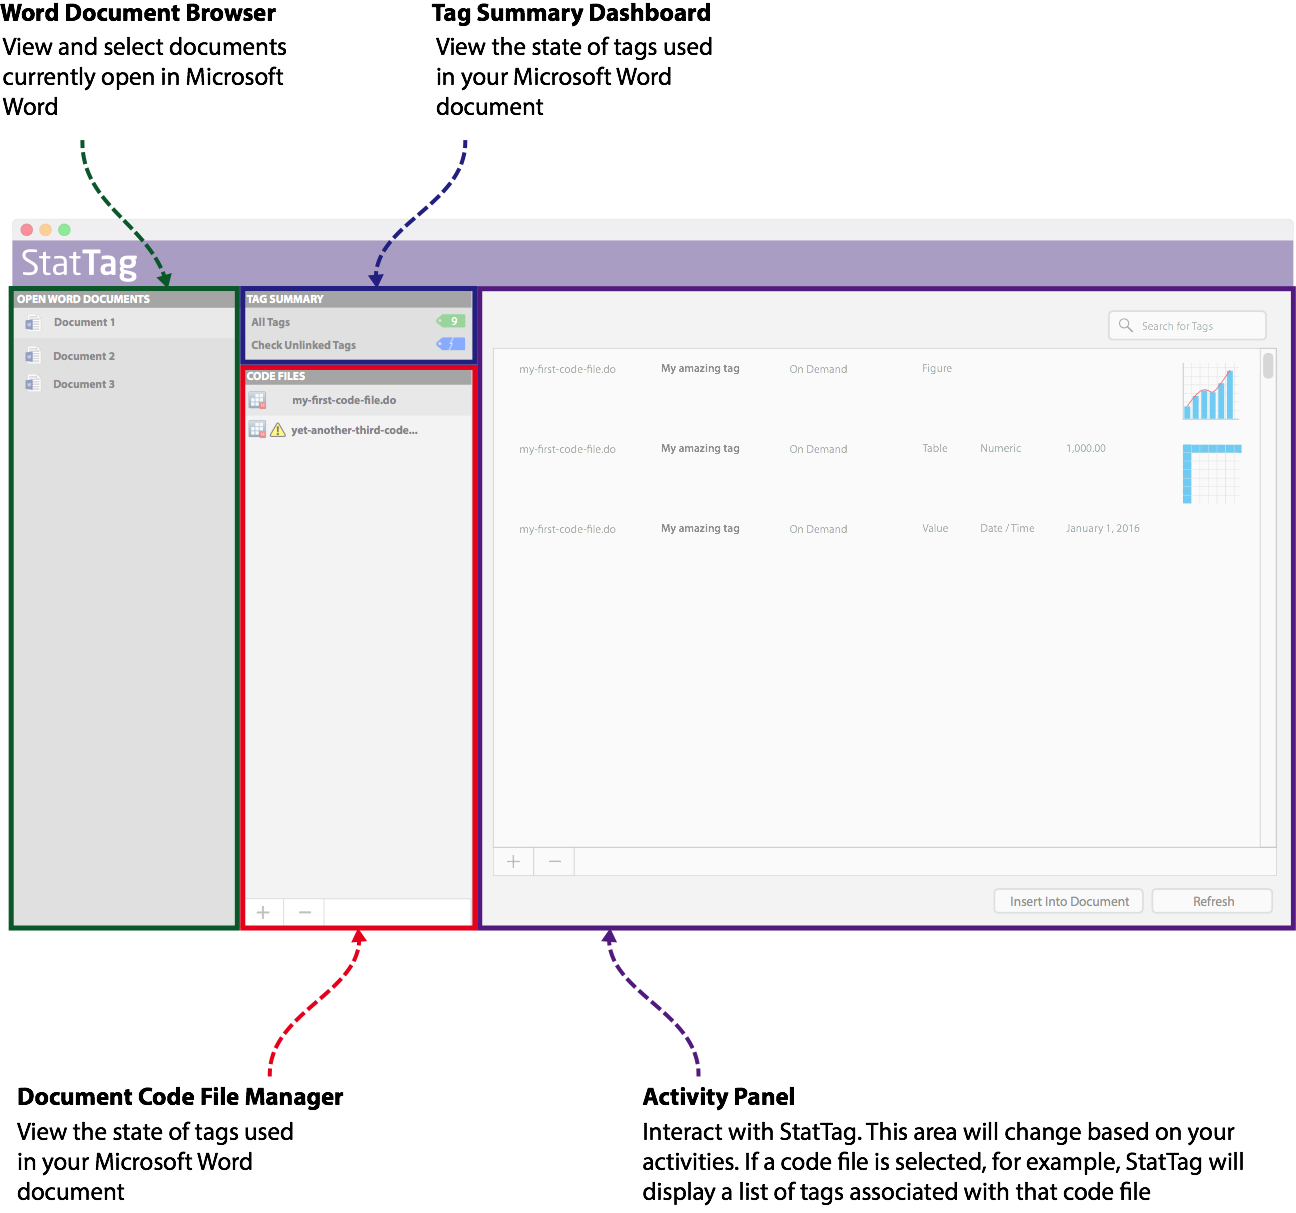 Word Document Browser
View and select documents
currently open in Microsoft
Word
Tag Summary Dashboard
View the state of tags used
in your Microsoft Word
document
StatTag
OPEN WORD DOCUMENTS
Document 1
Document 2
Document 3
TAG SUMMARY
All Tags 9
Check Unlinked Tags
CODE FILES
my-first-code-file.do
yet-another-third-code...
Search for Tags
my-first-code-file.do My amazing tag On Demand Figure
my-first-code-file.do My amazing tag On Demand Table Numeric 1,000.00
my-first-code-file.do My amazing tag On Demand Value Date / Time January 1, 2016
Insert Into Document Refresh
Document Code File Manager
View the state of tags used
in your Microsoft Word
document
Activity Panel
Interact with StatTag. This area will change based on your
activities. If a code file is selected, for example, StatTag will
display a list of tags associated with that code file